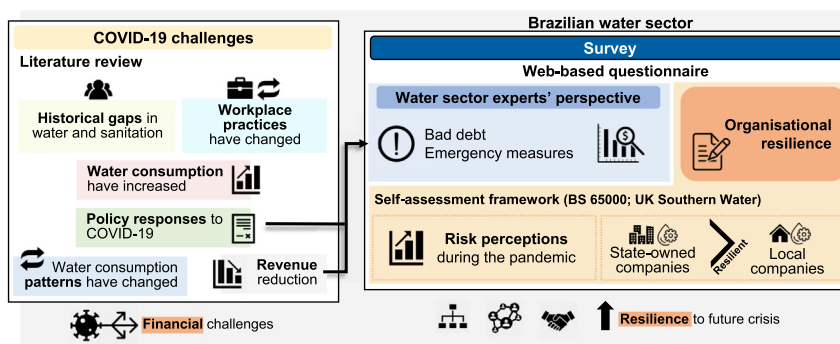 COVID-19 challenges
Literature review
Historical gaps in
water and sanitation
Workplace
practices
have changed
Water consumption
have increased
Policy responses to
COVID-19
Water consumption
patterns have changed
Revenue
reduction
Financial challenges
Brazilian water sector
Survey
Web-based questionnaire
Water sector experts' perspective
Bad debt
Emergency measures
Organisational
resilience
Self-assessment framework (BS 65000; UK Southern Water)
Risk perceptions
during the pandemic
State-owned
companies
Resilient
Local
companies
Resilience to future crisis